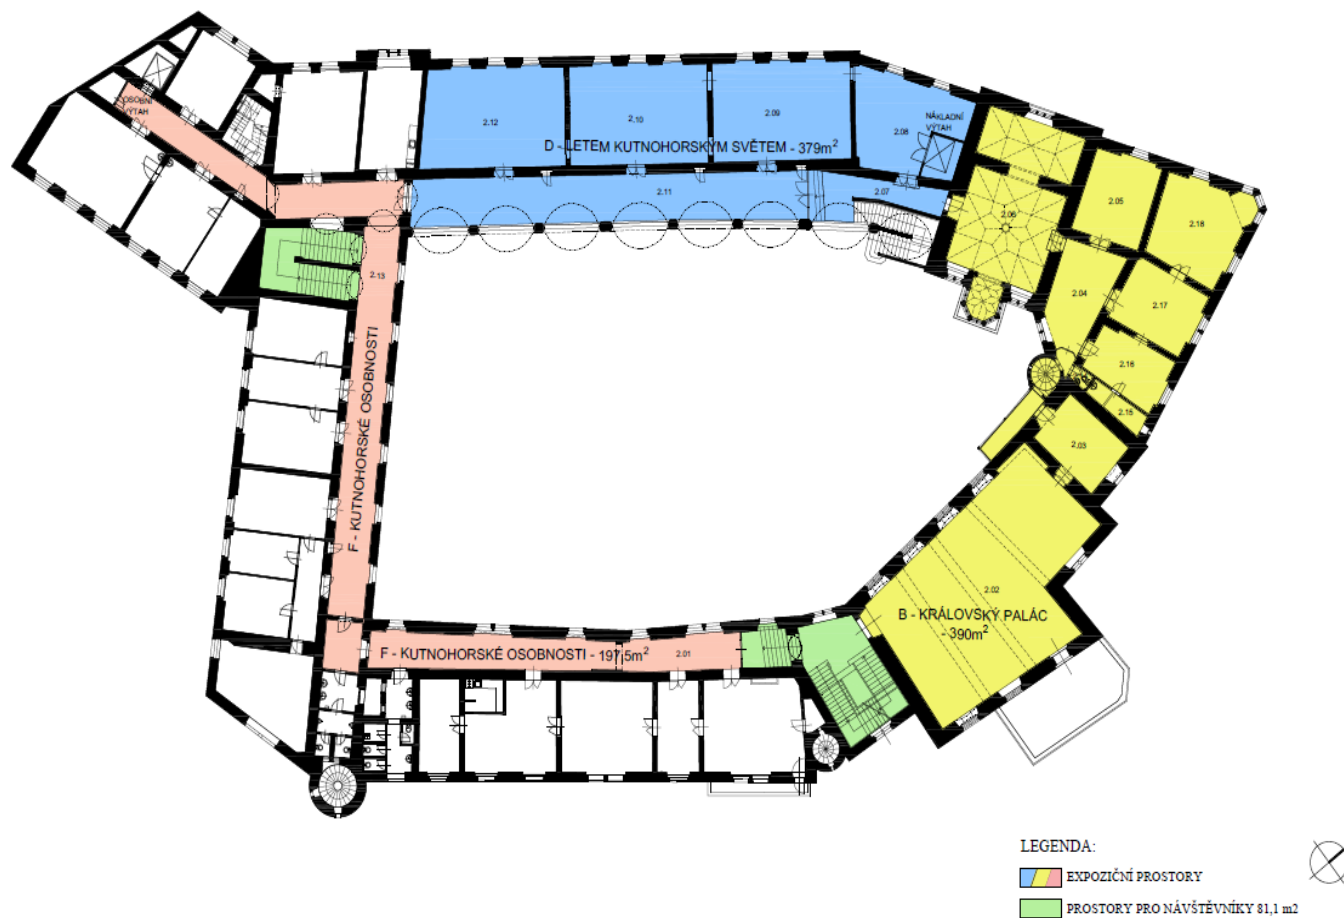 OSOBNÍ
VÝTAH
2.12
2.10
2.09
2.08
NÁKLADNÍ
VÝTAH
D - LETEM KUTNOHORSKÝM SVĚTEM - 379m²
2.11
2.07
2.06
2.05
2.18
2.04
2.17
2.16
2.15
2.03
2.13
F - KUTNOHORSKÉ OSOBNOSTI
2.02
B - KRÁLOVSKÝ PALÁC
- 390m²
F - KUTNOHORSKÉ OSOBNOSTI - 197,5m²
2.01
LEGENDA:
EXPOZIČNÍ PROSTORY
PROSTORY PRO NÁVŠTĚVNÍKY 81,1 m2